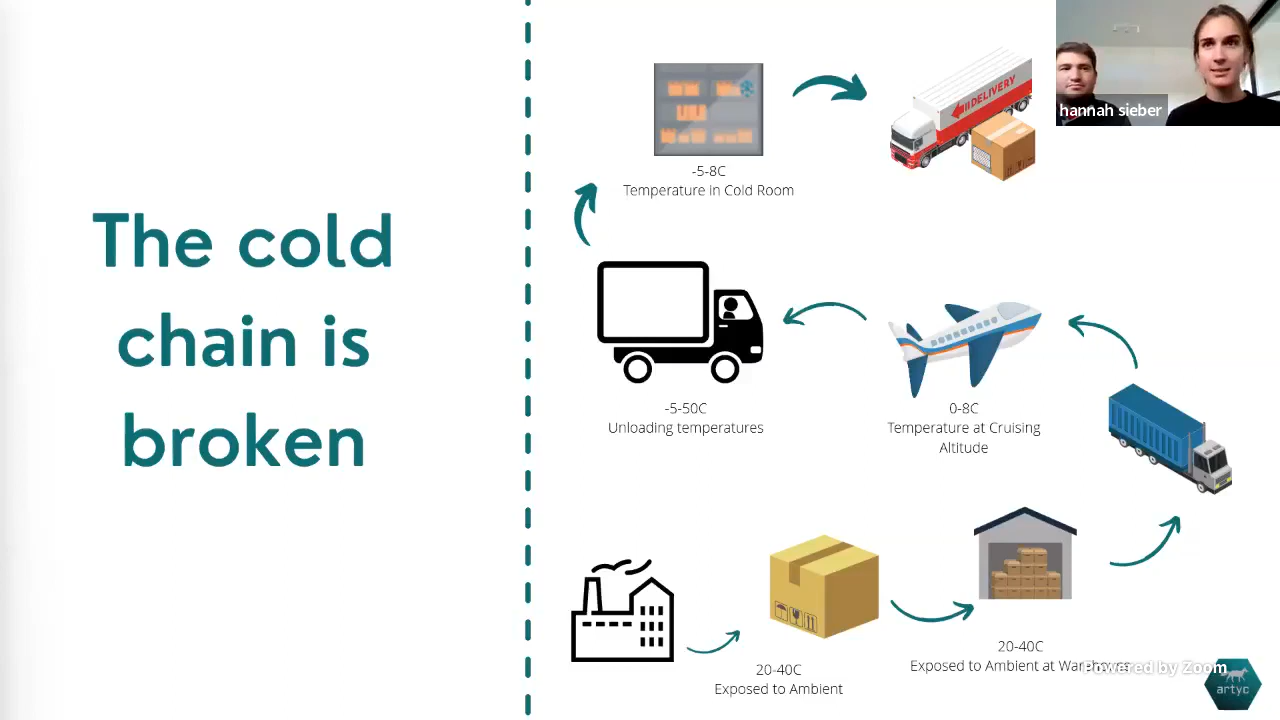 The cold
chain is
broken
-5-8C
Temperature in Cold Room
DELIVERY
hannah sieber
-5-50C
Unloading temperatures
0-8C
Temperature at Cruising
Altitude
20-40C
Exposed to Ambient
20-40C
Exposed to Ambient at Warehouse
Powered by Zoom
artyc